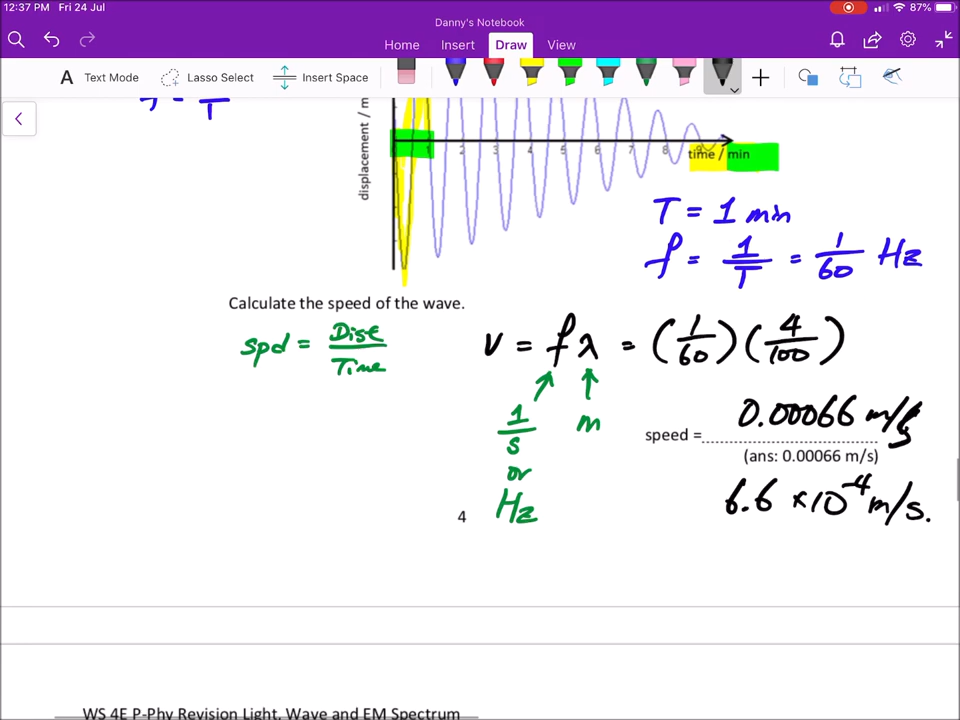 12:37 PM Fri 24 Jul
87%
Danny's Notebook
Home Insert Draw View
Text Mode Lasso Select Insert Space
T
displacement / m
1 2 3 4 5 6 7 8 9
time / min
T = 1 min
f = 1/T = 1/60 Hz
Calculate the speed of the wave.
spd = Dist/Time
v = fλ = (1/60)(4/100)
1/s m
or
Hz
0.00066 m/s
speed =
(ans: 0.00066 m/s)
6.6 ×10⁻⁴ m/s.
4
WS 4E P-Phy Revision Light, Wave and EM Spectrum